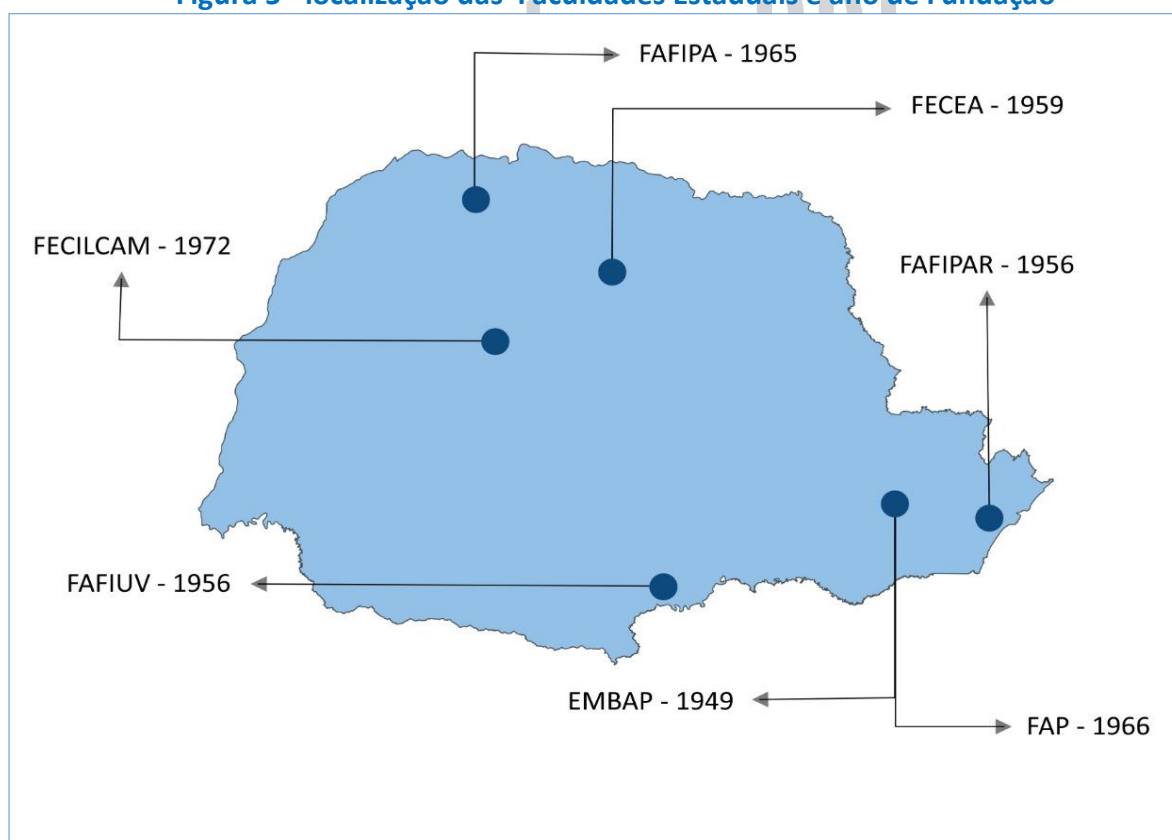 Figura - localização das Faculdades Estaduais e ano de Fundação
FAFIPA - 1965
FECEA - 1959
FECILCAM - 1972
FAFIPAR - 1956
FAFIUV - 1956
EMBAP - 1949
FAP - 1966